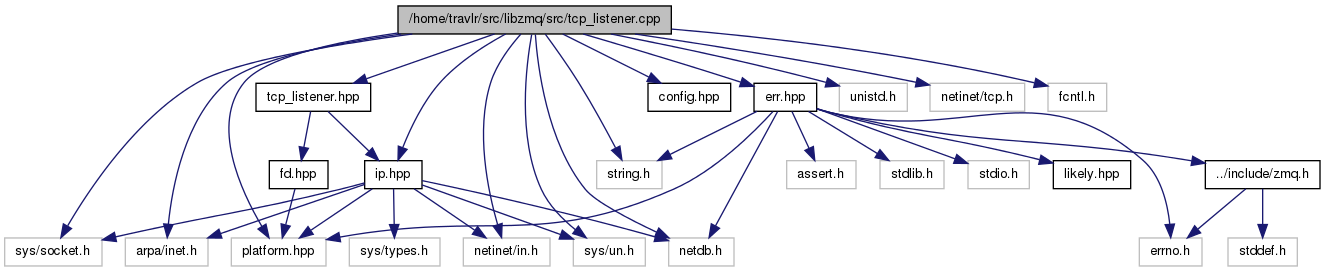 /home/travlr/src/libzmq/src/tcp_listener.cpp
tcp_listener.hpp
config.hpp
err.hpp
unistd.h
netinet/tcp.h
fcntl.h
fd.hpp
ip.hpp
string.h
assert.h
stdlib.h
stdio.h
likely.hpp
../include/zmq.h
sys/socket.h
arpa/inet.h
platform.hpp
sys/types.h
netinet/in.h
sys/un.h
netdb.h
errno.h
stddef.h